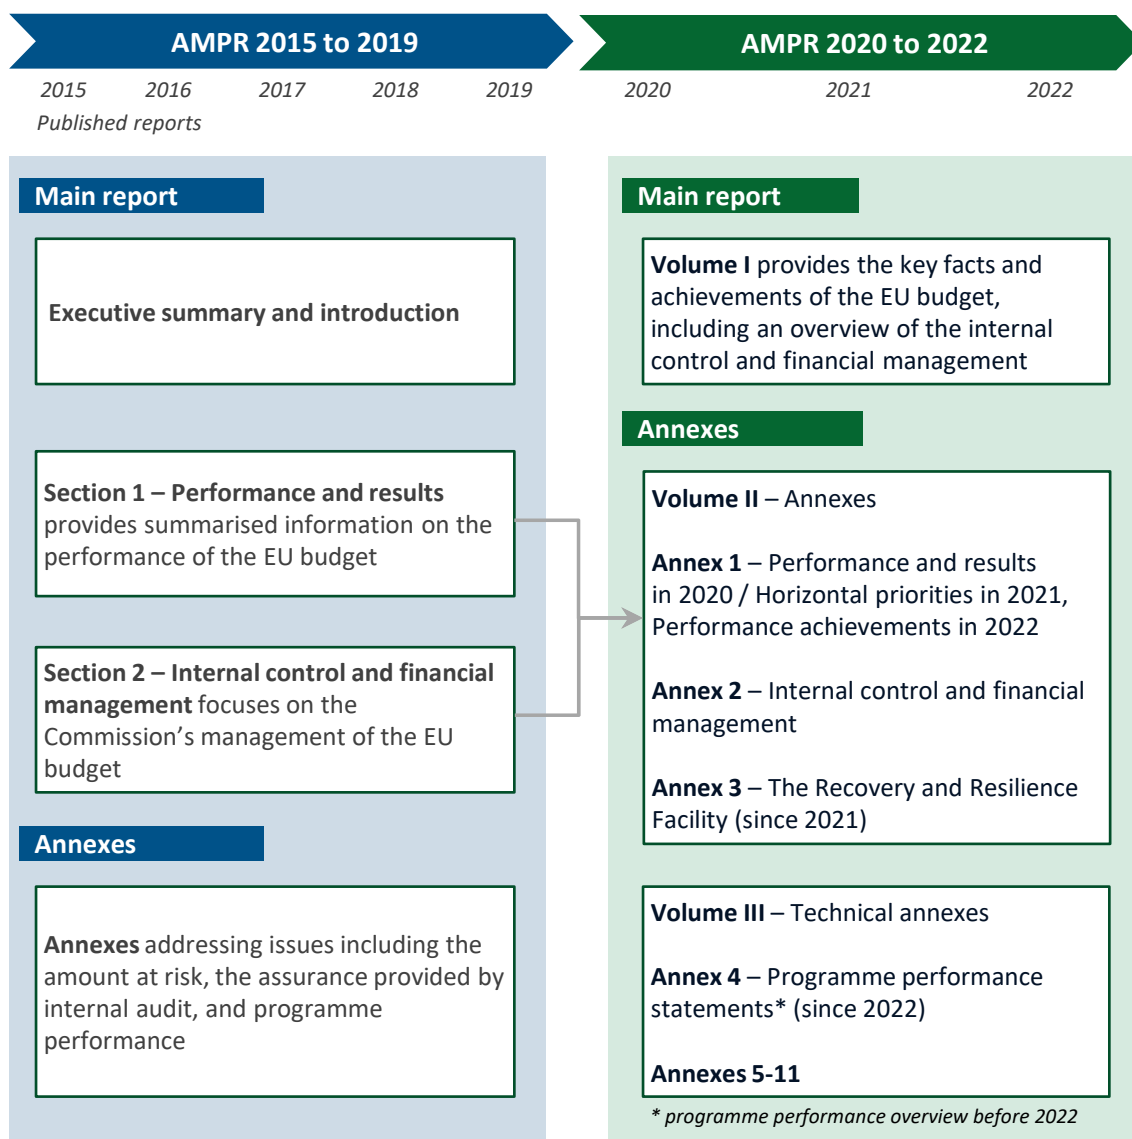 AMPR 2015 to 2019
2015 2016 2017 2018 2019
Published reports
Main report
Executive summary and introduction
Section 1 – Performance and results
provides summarised information on the
performance of the EU budget
Section 2 – Internal control and financial
management focuses on the
Commission's management of the EU
budget
Annexes
Annexes addressing issues including the
amount at risk, the assurance provided by
internal audit, and programme
performance
AMPR 2020 to 2022
2020 2021 2022
Main report
Volume I provides the key facts and
achievements of the EU budget,
including an overview of the internal
control and financial management
Annexes
Volume II – Annexes
Annex 1 – Performance and results
in 2020 / Horizontal priorities in 2021,
Performance achievements in 2022
Annex 2 – Internal control and financial
management
Annex 3 – The Recovery and Resilience
Facility (since 2021)
Volume III – Technical annexes
Annex 4 – Programme performance
statements* (since 2022)
Annexes 5-11
* programme performance overview before 2022